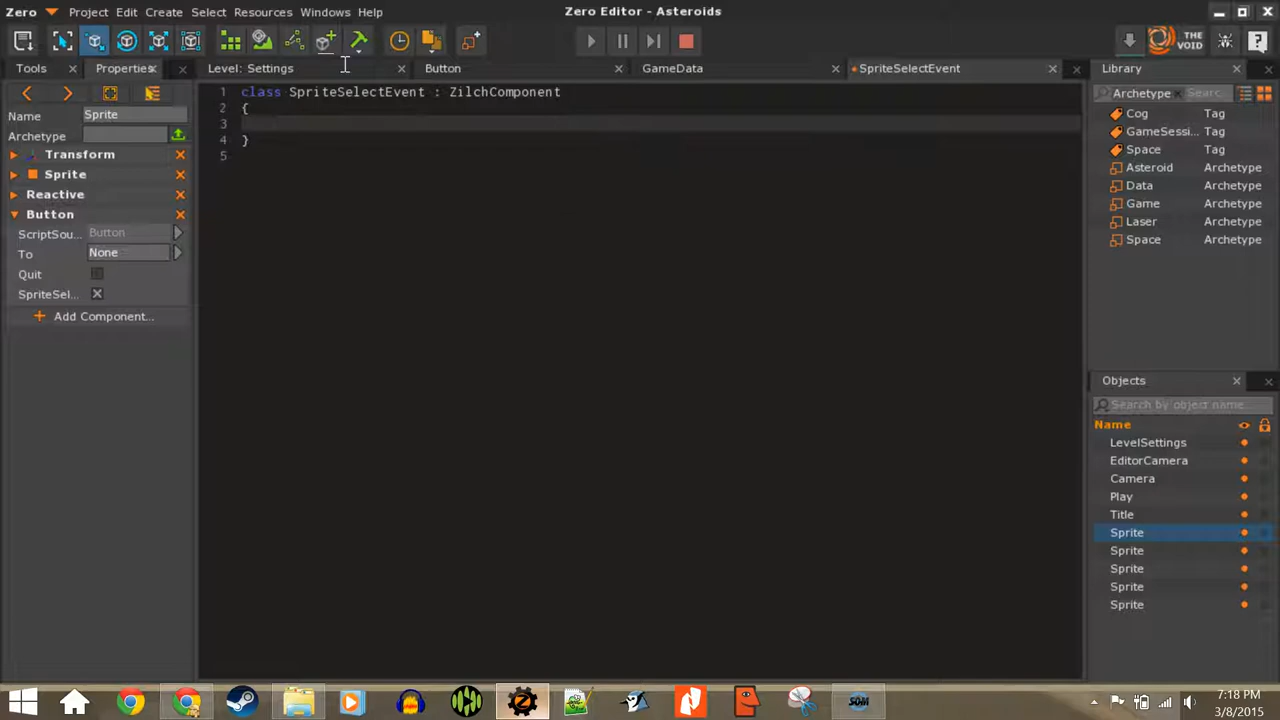 Zero Project Edit Create Select Resources Windows Help
Zero Editor - Asteroids
THE VOID
Tools Properties Level: Settings Button GameData SpriteSelectEvent Library
Name Sprite
Archetype
Transform
Sprite
Reactive
Button
ScriptSou... Button
To None
Quit
SpriteSel...
Add Component...
1 class SpriteSelectEvent : ZilchComponent
2 {
3
4 }
5
Archetype Searc
Cog Tag
GameSessi... Tag
Space Tag
Asteroid Archetype
Data Archetype
Game Archetype
Laser Archetype
Space Archetype
Objects
Search by object name...
Name
LevelSettings
EditorCamera
Camera
Play
Title
Sprite
Sprite
Sprite
Sprite
Sprite
SOM
7:18 PM
3/8/2015